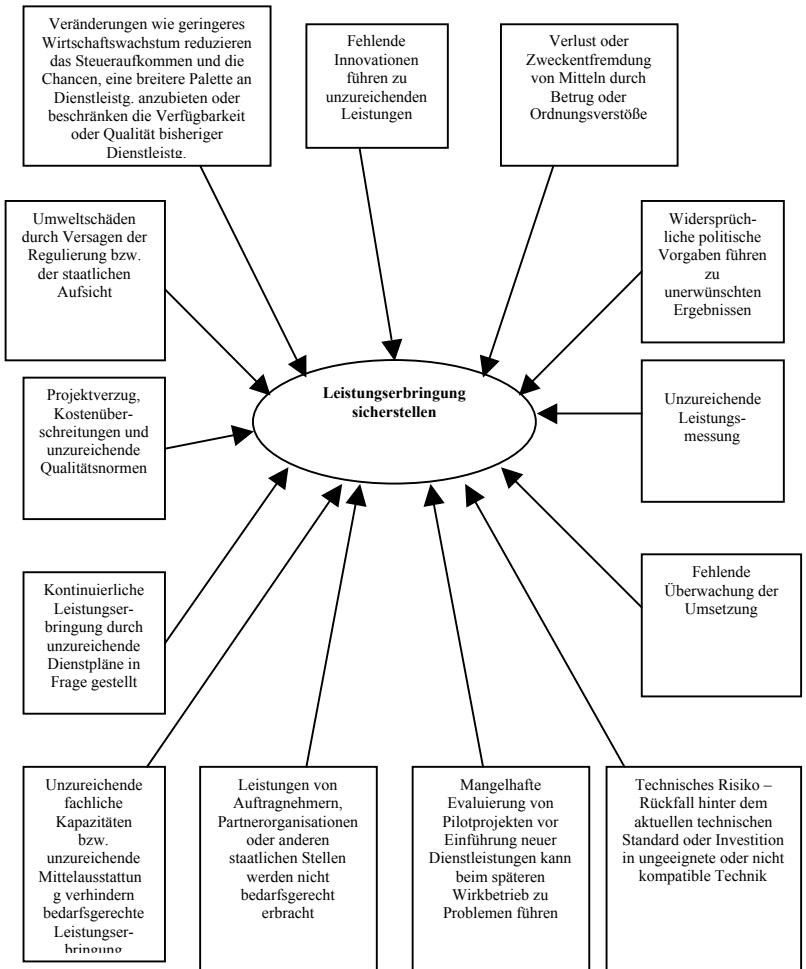 Veränderungen wie geringeres
Wirtschaftswachstum reduzieren
das Steueraufkommen und die
Chancen, eine breitere Palette an
Dienstleistg. anzubieten oder
beschränken die Verfügbarkeit
oder Qualität bisheriger
Dienstleistg.
Fehlende
Innovationen
führen zu
unzureichenden
Leistungen
Verlust oder
Zweckentfremdung
von Mitteln durch
Betrug oder
Ordnungsverstöße
Umweltschäden
durch Versagen der
Regulierung bzw.
der staatlichen
Aufsicht
Widersprüch-
liche politische
Vorgaben führen
zu
unerwünschten
Ergebnissen
Leistungserbringung
sicherstellen
Projektverzug,
Kostenüber-
schreitungen und
unzureichende
Qualitätsnormen
Unzureichende
Leistungs-
messung
Kontinuierliche
Leistungser-
bringung durch
unzureichende
Dienstpläne in
Frage gestellt
Fehlende
Überwachung der
Umsetzung
Unzureichende
fachliche
Kapazitäten
bzw.
unzureichende
Mittelausstattun
g verhindern
bedarfsgerechte
Leistungser-
bringung
Leistungen von
Auftragnehmern,
Partnerorganisationen
oder anderen
staatlichen Stellen
werden nicht
bedarfsgerecht
erbracht
Mangelhafte
Evaluierung von
Pilotprojekten vor
Einführung neuer
Dienstleistungen kann
beim späteren
Wirkbetrieb zu
Problemen führen
Technisches Risiko –
Rückfall hinter dem
aktuellen technischen
Standard oder Investition
in ungeeignete oder nicht
kompatible Technik